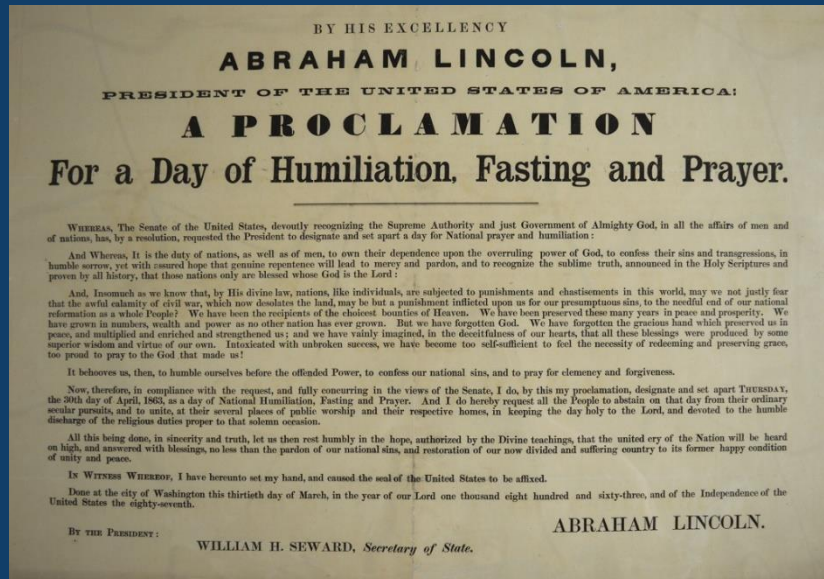 BY HIS EXCELLENCY
ABRAHAM LINCOLN,
PRESIDENT OF THE UNITED STATES OF AMERICA:
A PROCLAMATION
For a Day of Humiliation, Fasting and Prayer.
WHEREAS, The Senate of the United States, devoutly recognizing the Supreme Authority and just Government of Almighty God, in all the affairs of men and
of nations, has, by a resolution, requested the President to designate and set apart a day for National prayer and humiliation:
And Whereas, It is the duty of nations, as well as of men, to own their dependence upon the overruling power of God, to confess their sins and transgressions, in
humble sorrow, yet with assured hope that genuine repentence will lead to mercy and pardon, and to recognize the sublime truth, announced in the Holy Scriptures and
proven by all history, that those nations only are blessed whose God is the Lord:
And, Insomuch as we know that, by His divine law, nations, like individuals, are subjected to punishments and chastisements in this world, may we not justly fear
that the awful calamity of civil war, which now desolates the land, may be but a punishment inflicted upon us for our presumptuous sins, to the needful end of our national
reformation as a whole People? We have been the recipients of the choicest bounties of Heaven. We have been preserved these many years in peace and prosperity. We
have grown in numbers, wealth and power as no other nation has ever grown. But we have forgotten God. We have forgotten the gracious hand which preserved us in
peace, and multiplied and enriched and strengthened us; and we have vainly imagined, in the deceitfulness of our hearts, that all these blessings were produced by some
superior wisdom and virtue of our own. Intoxicated with unbroken success, we have become too self-sufficient to feel the necessity of redeeming and preserving grace,
too proud to pray to the God that made us!
It behooves us, then, to humble ourselves before the offended Power, to confess our national sins, and to pray for clemency and forgiveness.
Now, therefore, in compliance with the request, and fully concurring in the views of the Senate, I do, by this my proclamation, designate and set apart THURSDAY,
the 30th day of April, 1863, as a day of National Humiliation, Fasting and Prayer. And I do hereby request all the People to abstain on that day from their ordinary
secular pursuits, and to unite, at their several places of public worship and their respective homes, in keeping the day holy to the Lord, and devoted to the humble
discharge of the religious duties proper to that solemn occasion.
All this being done, in sincerity and truth, let us then rest humbly in the hope, authorized by the Divine teachings, that the united cry of the Nation will be heard
on high, and answered with blessings, no less than the pardon of our national sins, and restoration of our now divided and suffering country to its former happy condition
of unity and peace.
IN WITNESS WHEREOF, I have hereunto set my hand, and caused the seal of the United States to be affixed.
Done at the city of Washington this thirtieth day of March, in the year of our Lord one thousand eight hundred and sixty-three, and of the Independence of the
United States the eighty-seventh.
ABRAHAM LINCOLN.
BY THE PRESIDENT:
WILLIAM H. SEWARD, Secretary of State.